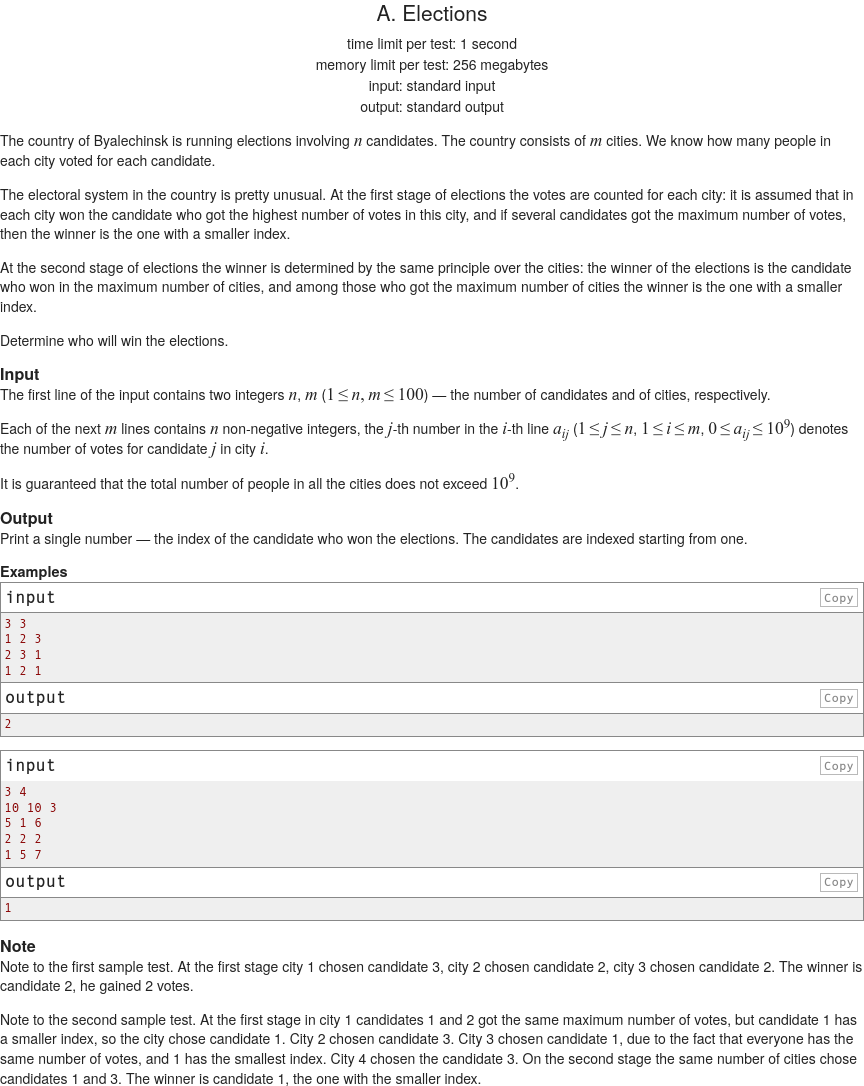 A. Elections
time limit per test: 1 second
memory limit per test: 256 megabytes
input: standard input
output: standard output
The country of Byalechinsk is running elections involving n candidates. The country consists of m cities. We know how many people in
each city voted for each candidate.
The electoral system in the country is pretty unusual. At the first stage of elections the votes are counted for each city: it is assumed that in
each city won the candidate who got the highest number of votes in this city, and if several candidates got the maximum number of votes,
then the winner is the one with a smaller index.
At the second stage of elections the winner is determined by the same principle over the cities: the winner of the elections is the candidate
who won in the maximum number of cities, and among those who got the maximum number of cities the winner is the one with a smaller
index.
Determine who will win the elections.
Input
The first line of the input contains two integers n, m (1 ≤ n, m ≤ 100) — the number of candidates and of cities, respectively.
Each of the next m lines contains n non-negative integers, the j-th number in the i-th line a_ij (1 ≤ j ≤ n, 1 ≤ i ≤ m, 0 ≤ a_ij ≤ 10^9) denotes
the number of votes for candidate j in city i.
It is guaranteed that the total number of people in all the cities does not exceed 10^9.
Output
Print a single number — the index of the candidate who won the elections. The candidates are indexed starting from one.
Examples
input Copy
3 3
1 2 3
2 3 1
1 2 1
output Copy
2
input Copy
3 4
10 10 3
5 1 6
2 2 2
1 5 7
output Copy
1
Note
Note to the first sample test. At the first stage city 1 chosen candidate 3, city 2 chosen candidate 2, city 3 chosen candidate 2. The winner is
candidate 2, he gained 2 votes.
Note to the second sample test. At the first stage in city 1 candidates 1 and 2 got the same maximum number of votes, but candidate 1 has
a smaller index, so the city chose candidate 1. City 2 chosen candidate 3. City 3 chosen candidate 1, due to the fact that everyone has the
same number of votes, and 1 has the smallest index. City 4 chosen the candidate 3. On the second stage the same number of cities chose
candidates 1 and 3. The winner is candidate 1, the one with the smaller index.